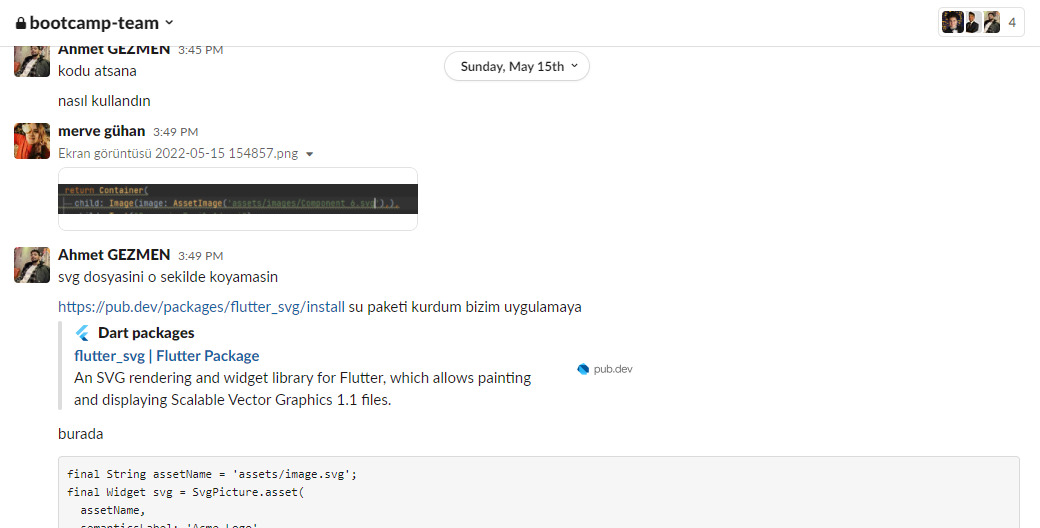 bootcamp-team
4
Ahmet GEZMEN 3:45 PM
Sunday, May 15th
kodu atsana
nasıl kullandın
merve gühan 3:49 PM
Ekran görüntüsü 2022-05-15 154857.png
return Container(
child: Image(image: AssetImage('assets/images/Component 6.svg'),),
Ahmet GEZMEN 3:49 PM
svg dosyasini o sekilde koyamasin
https://pub.dev/packages/flutter_svg/install su paketi kurdum bizim uygulamaya
Dart packages
flutter_svg | Flutter Package
An SVG rendering and widget library for Flutter, which allows painting
and displaying Scalable Vector Graphics 1.1 files.
pub.dev
burada
final String assetName = 'assets/image.svg';
final Widget svg = SvgPicture.asset(
assetName,
semanticsLabel: 'Acme Logo'